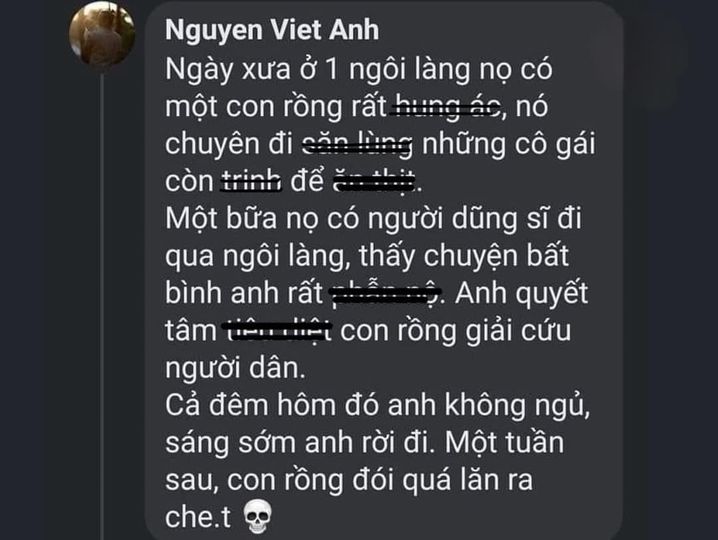 Nguyen Viet Anh
Ngày xưa ở 1 ngôi làng nọ có
một con rồng rất hung ác, nó
chuyên đi săn lùng những cô gái
còn trinh để ăn thịt.
Một bữa nọ có người dũng sĩ đi
qua ngôi làng, thấy chuyện bất
bình anh rất phẫn nộ. Anh quyết
tâm tiêu diệt con rồng giải cứu
người dân.
Cả đêm hôm đó anh không ngủ,
sáng sớm anh rời đi. Một tuần
sau, con rồng đói quá lăn ra
che.t 💀